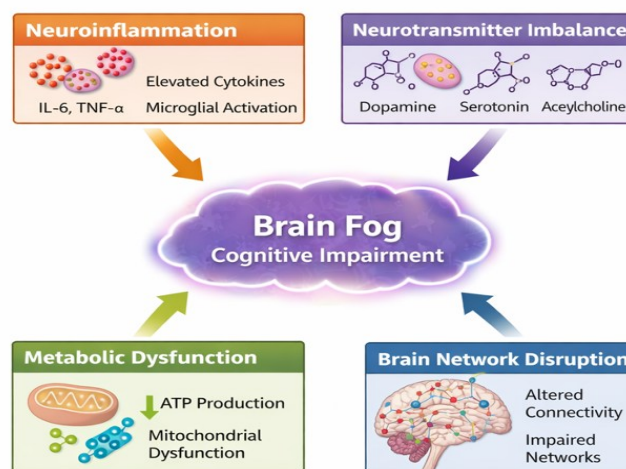 Neuroinflammation
Elevated Cytokines
IL-6, TNF-α Microglial Activation
Neurotransmitter Imbalance
Dopamine Serotonin Aceylcholine
Brain Fog
Cognitive Impairment
Metabolic Dysfunction
ATP Production
Mitochondrial
Dysfunction
Brain Network Disruption
Altered
Connectivity
Impaired
Networks